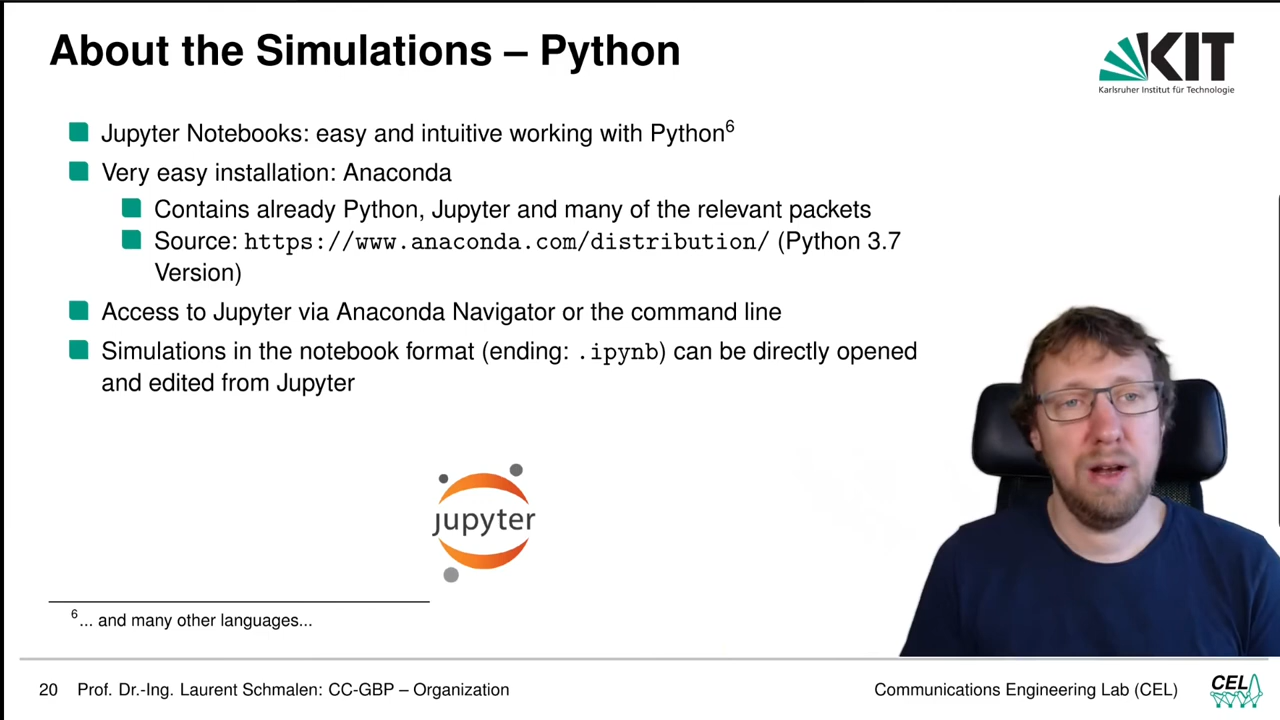 About the Simulations – Python
KIT
Karlsruher Institut für Technologie
Jupyter Notebooks: easy and intuitive working with Python6
Very easy installation: Anaconda
Contains already Python, Jupyter and many of the relevant packets
Source: https://www.anaconda.com/distribution/ (Python 3.7
Version)
Access to Jupyter via Anaconda Navigator or the command line
Simulations in the notebook format (ending: .ipynb) can be directly opened
and edited from Jupyter
jupyter
6... and many other languages...
20 Prof. Dr.-Ing. Laurent Schmalen: CC-GBP – Organization
Communications Engineering Lab (CEL)
CEL